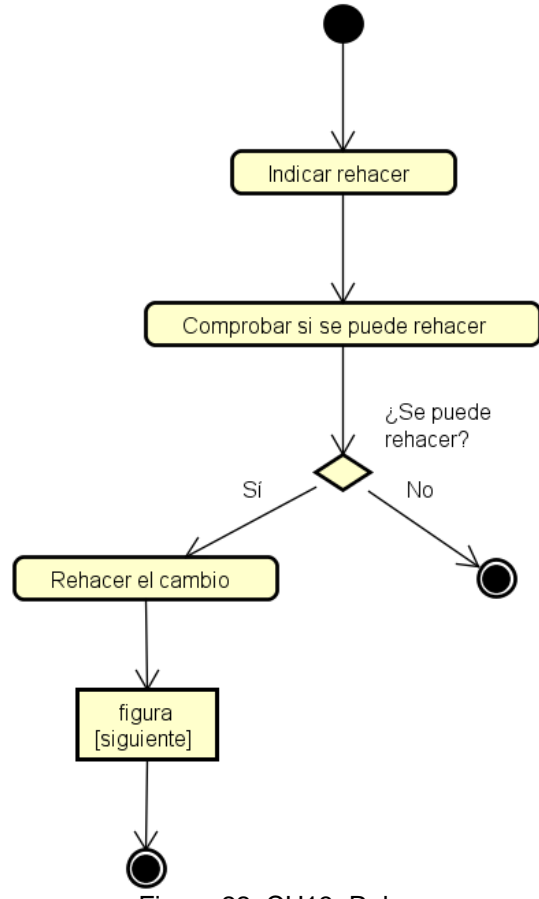 Indicar rehacer
Comprobar si se puede rehacer
¿Se puede
rehacer?
Sí
No
Rehacer el cambio
figura
[siguiente]